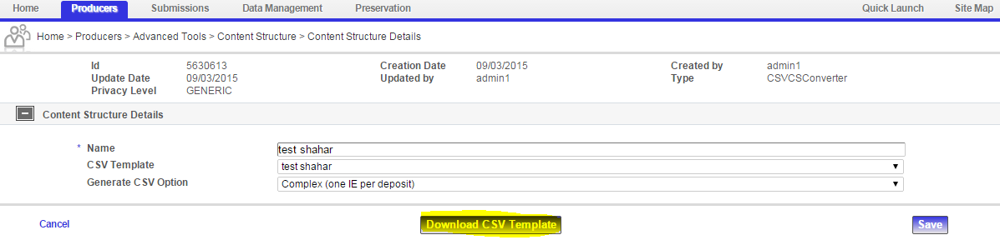 Home Producers Submissions Data Management Preservation Quick Launch Site Map
Home > Producers > Advanced Tools > Content Structure > Content Structure Details
Id 5630613 Creation Date 09/03/2015 Created by admin1
Update Date 09/03/2015 Updated by admin1 Type CSVCSConverter
Privacy Level GENERIC
Content Structure Details
* Name test shahar
CSV Template test shahar
Generate CSV Option Complex (one IE per deposit)
Cancel Download CSV Template Save